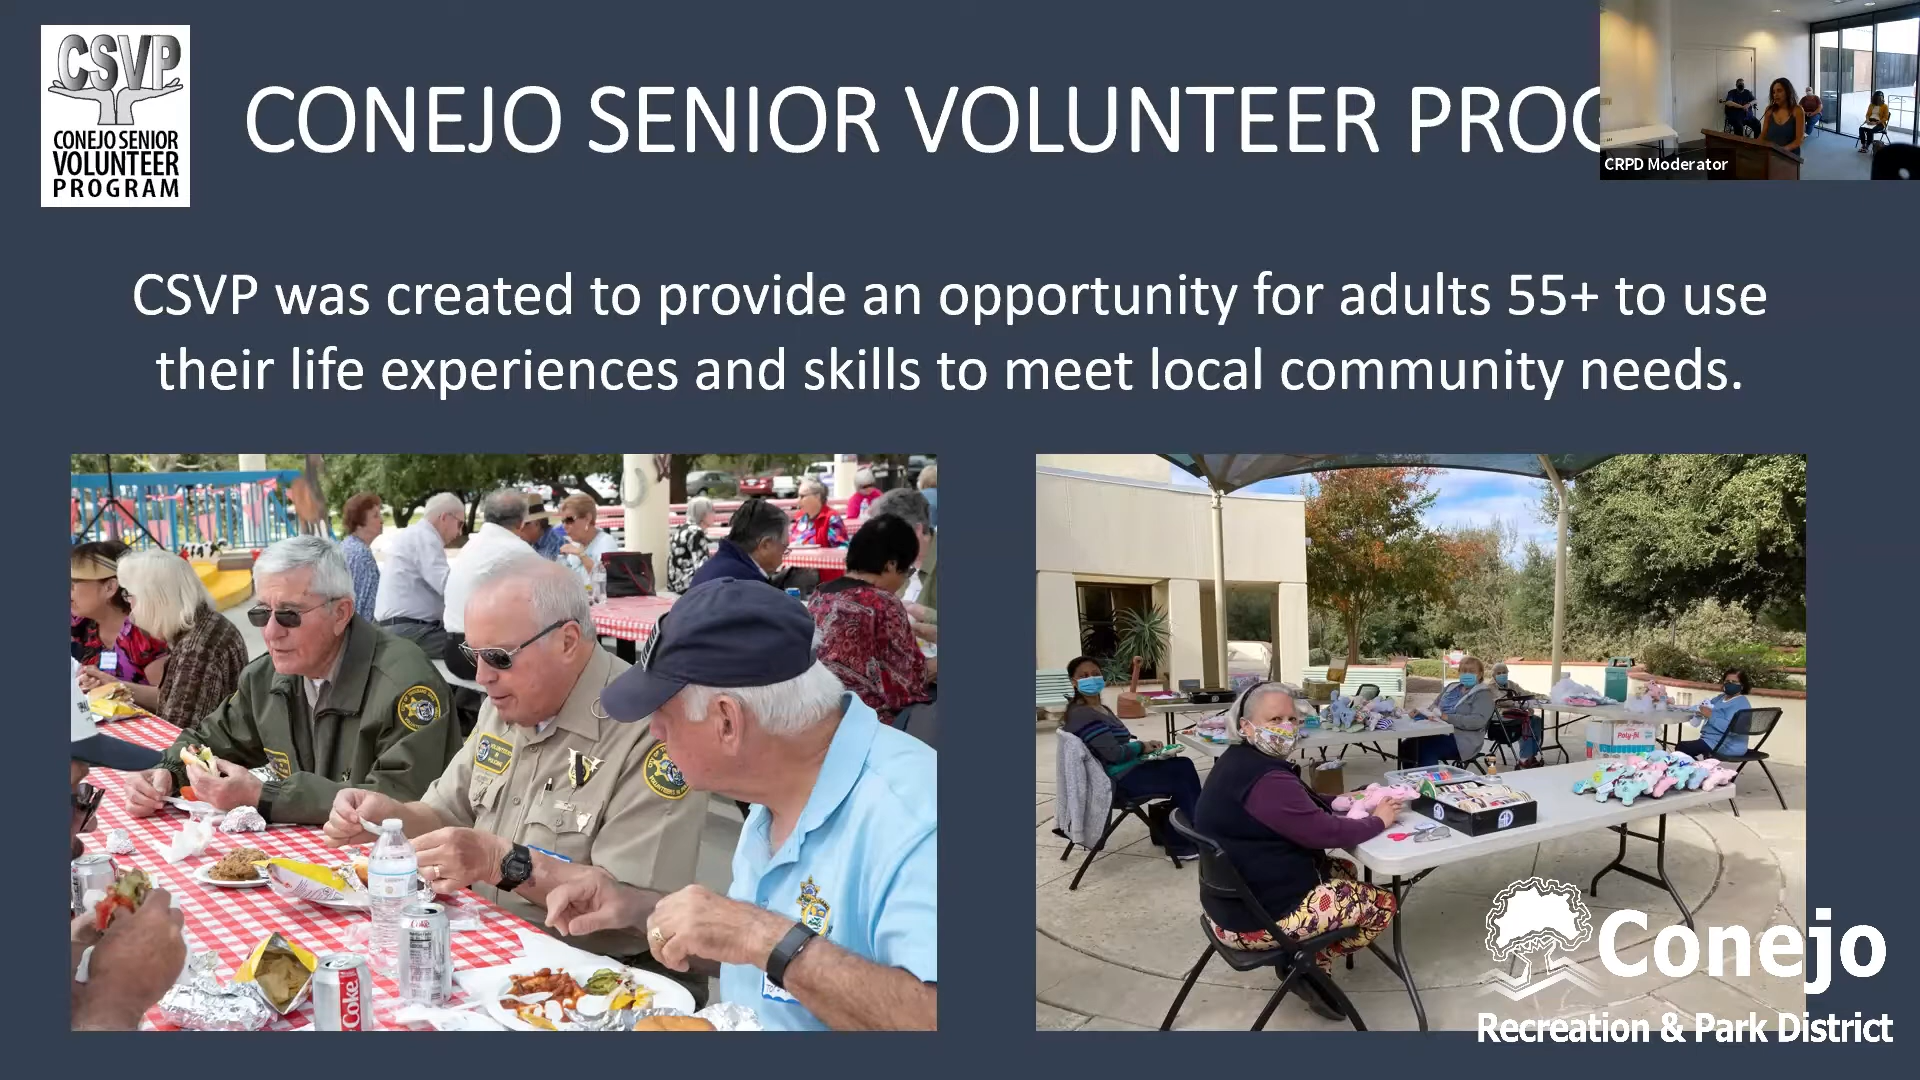 CSVP
CONEJO SENIOR
VOLUNTEER
PROGRAM
CONEJO SENIOR VOLUNTEER PROG
CRPD Moderator
CSVP was created to provide an opportunity for adults 55+ to use
their life experiences and skills to meet local community needs.
Coke
Poly-fil
Conejo
Recreation & Park District